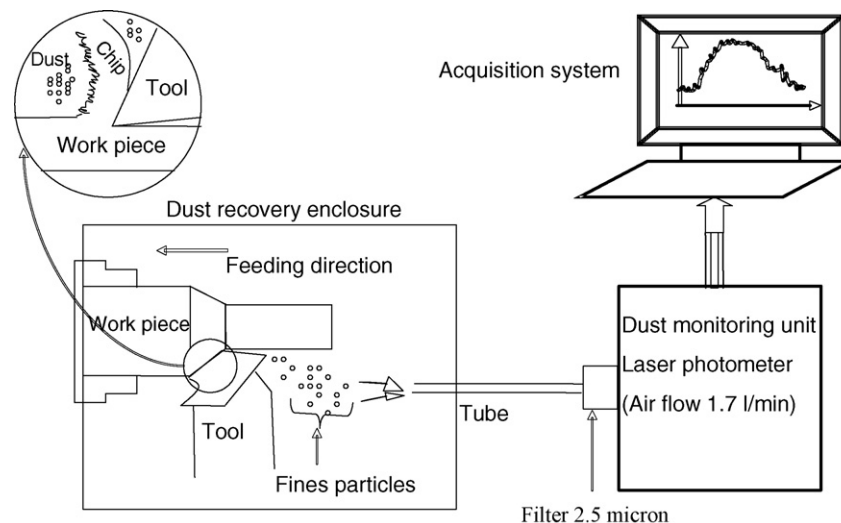 Dust
Chip
Tool
Work piece
Acquisition system
Dust recovery enclosure
Feeding direction
Work piece
Tool
Fines particles
Tube
Dust monitoring unit
Laser photometer
(Air flow 1.7 l/min)
Filter 2.5 micron